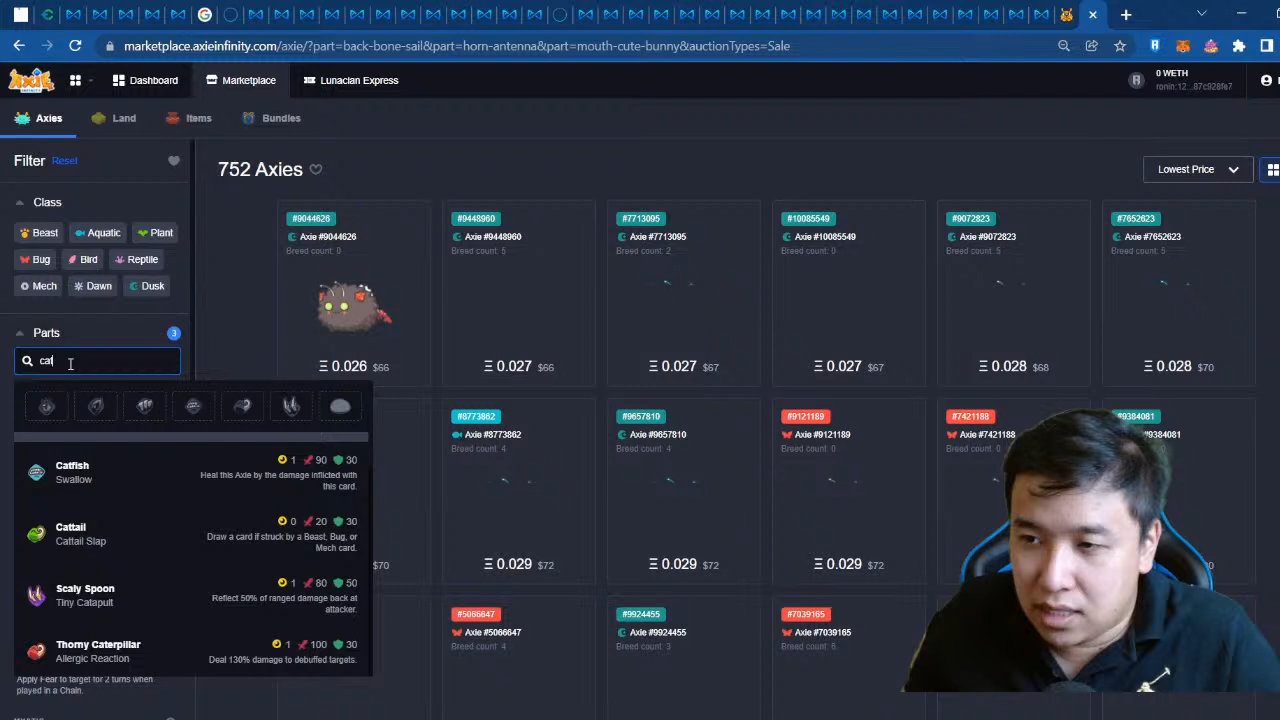 marketplace.axieinfinity.com/axie/?part=back-bone-sail&part=horn-antenna&part=mouth-cute-bunny&auctionTypes=Sale
Dashboard
Marketplace
Lunacian Express
0 WETH
ronin:12...87c928fe7
Axies
Land
Items
Bundles
Filter Reset
752 Axies
Lowest Price
Class
Beast Aquatic Plant
Bug Bird Reptile
Mech Dawn Dusk
Parts 3
cat
Catfish
Swallow
1 90 30
Heal this Axie by the damage inflicted with
this card.
Cattail
Cattail Slap
0 20 30
Draw a card if struck by a Beast, Bug, or
Mech card.
Scaly Spoon
Tiny Catapult
1 80 50
Reflect 50% of ranged damage back at
attacker.
Thorny Caterpillar
Allergic Reaction
1 100 30
Deal 130% damage to debuffed targets.
Apply Fear to target for 2 turns when
played in a Chain.
#9044626
Axie #9044626
Breed count: 0
Ξ 0.026 $66
#9448960
Axie #9448960
Breed count: 5
Ξ 0.027 $66
#7713095
Axie #7713095
Breed count: 2
Ξ 0.027 $67
#10085549
Axie #10085549
Breed count: 0
Ξ 0.027 $67
#9072823
Axie #9072823
Breed count: 5
Ξ 0.028 $68
#7652623
Axie #7652623
Breed count: 5
Ξ 0.028 $70
$70
#8773862
Axie #8773862
Breed count: 4
Ξ 0.029 $72
#9657810
Axie #9657810
Breed count: 4
Ξ 0.029 $72
#9121189
Axie #9121189
Breed count: 0
Ξ 0.029 $72
#7421188
Axie #7421188
Breed count: 0
#9384081
#9384081
#5066647
Axie #5066647
Breed count: 4
#9924455
Axie #9924455
Breed count: 3
#7039165
Axie #7039165
Breed count: 6